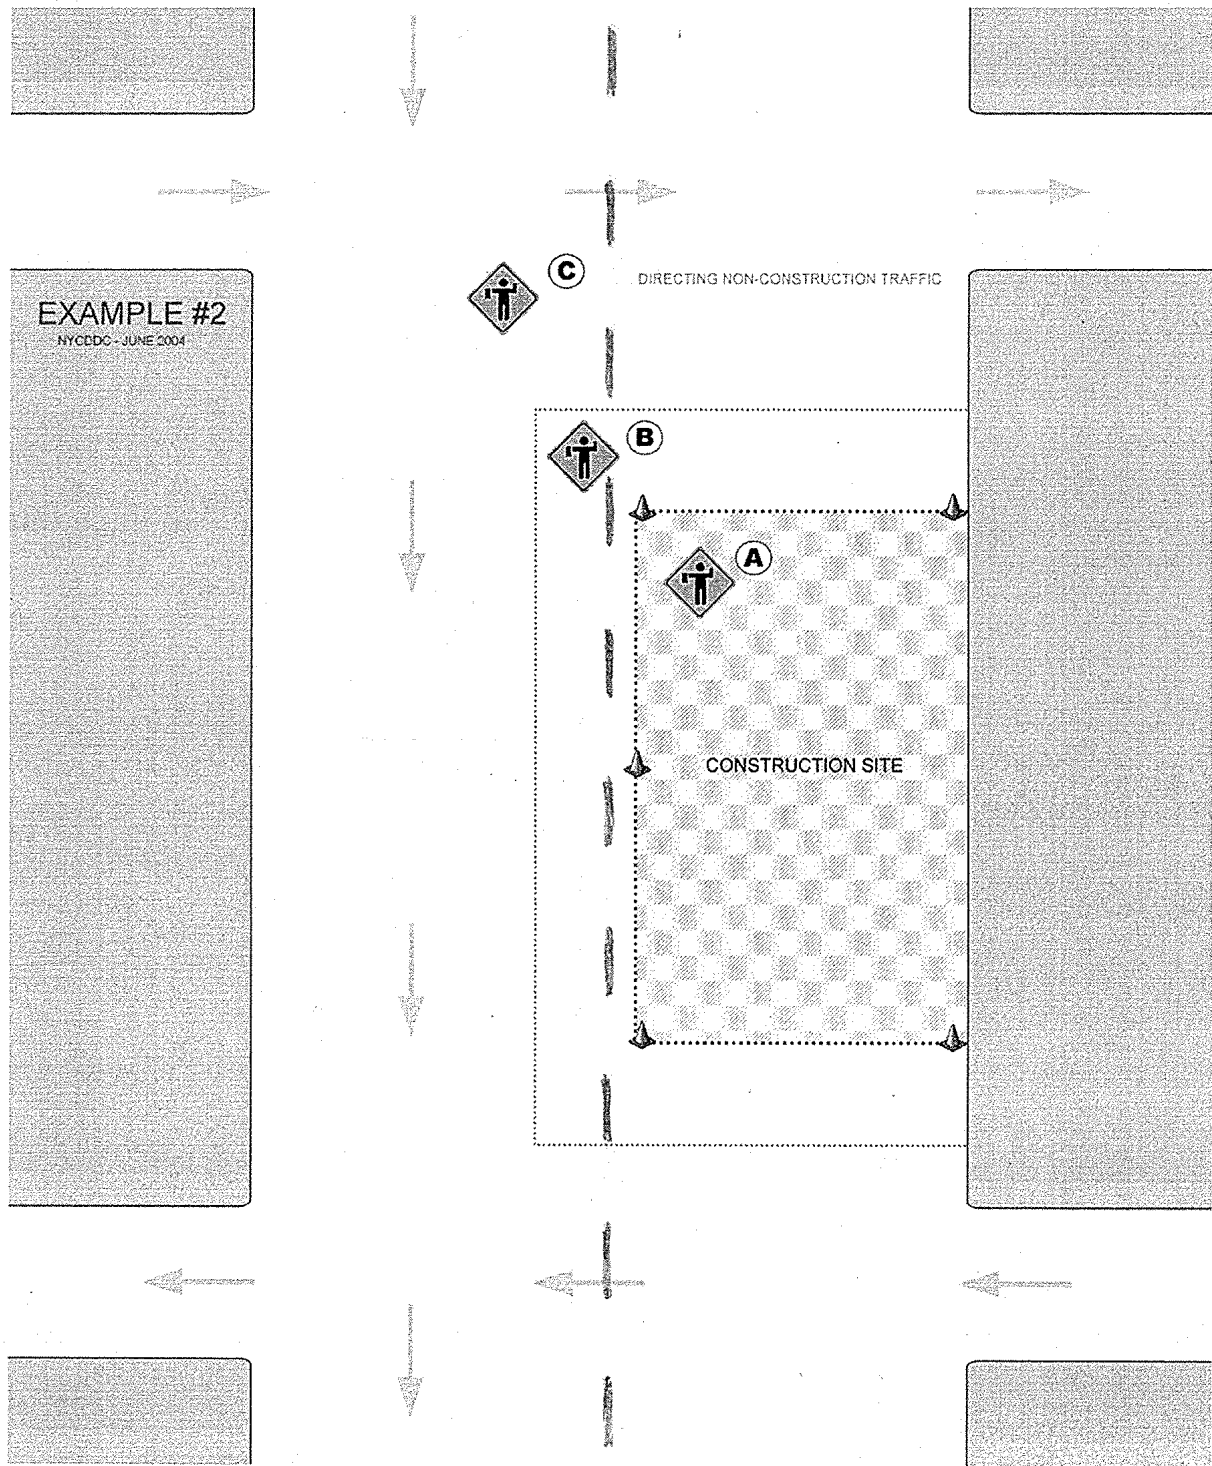 C
DIRECTING NON-CONSTRUCTION TRAFFIC
EXAMPLE #2
NYCDDC - JUNE 2004
B
A
CONSTRUCTION SITE